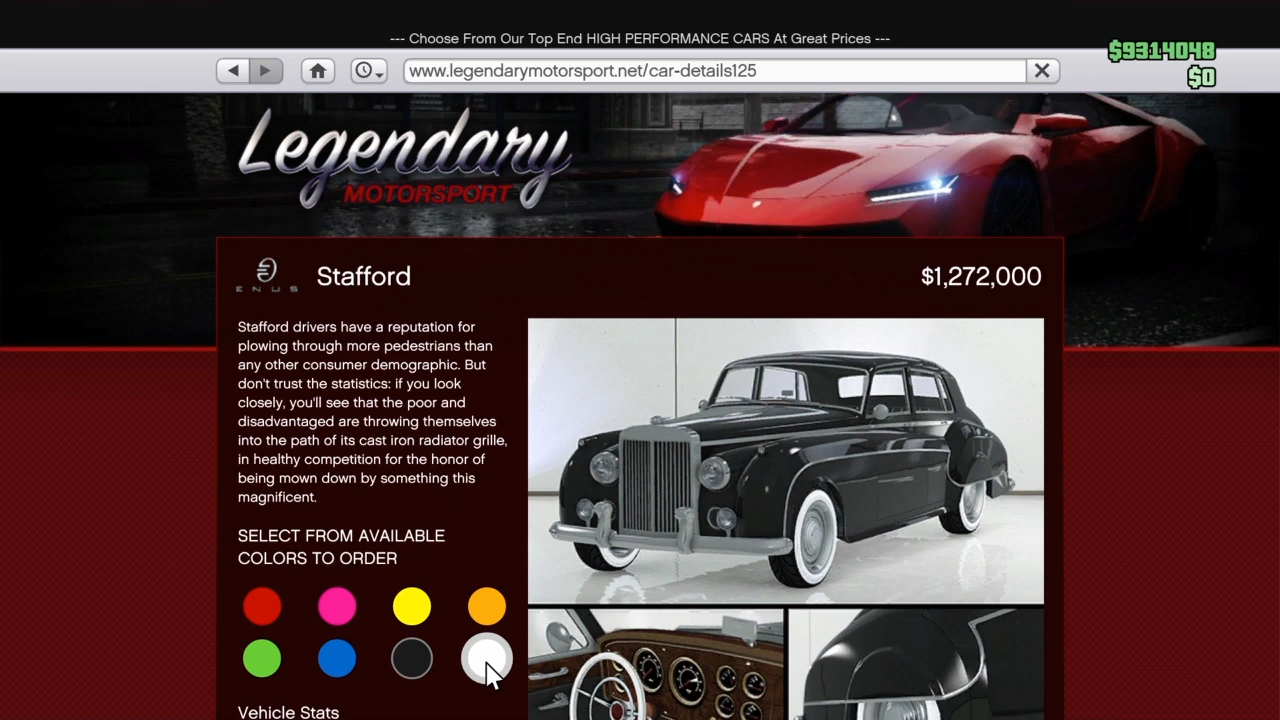 --- Choose From Our Top End HIGH PERFORMANCE CARS At Great Prices ---
$9314048
www.legendarymotorsport.net/car-details125
$0
Legendary
MOTORSPORT
ENUS
Stafford
$1,272,000
Stafford drivers have a reputation for
plowing through more pedestrians than
any other consumer demographic. But
don't trust the statistics: if you look
closely, you'll see that the poor and
disadvantaged are throwing themselves
into the path of its cast iron radiator grille,
in healthy competition for the honor of
being mown down by something this
magnificent.
SELECT FROM AVAILABLE
COLORS TO ORDER
Vehicle Stats